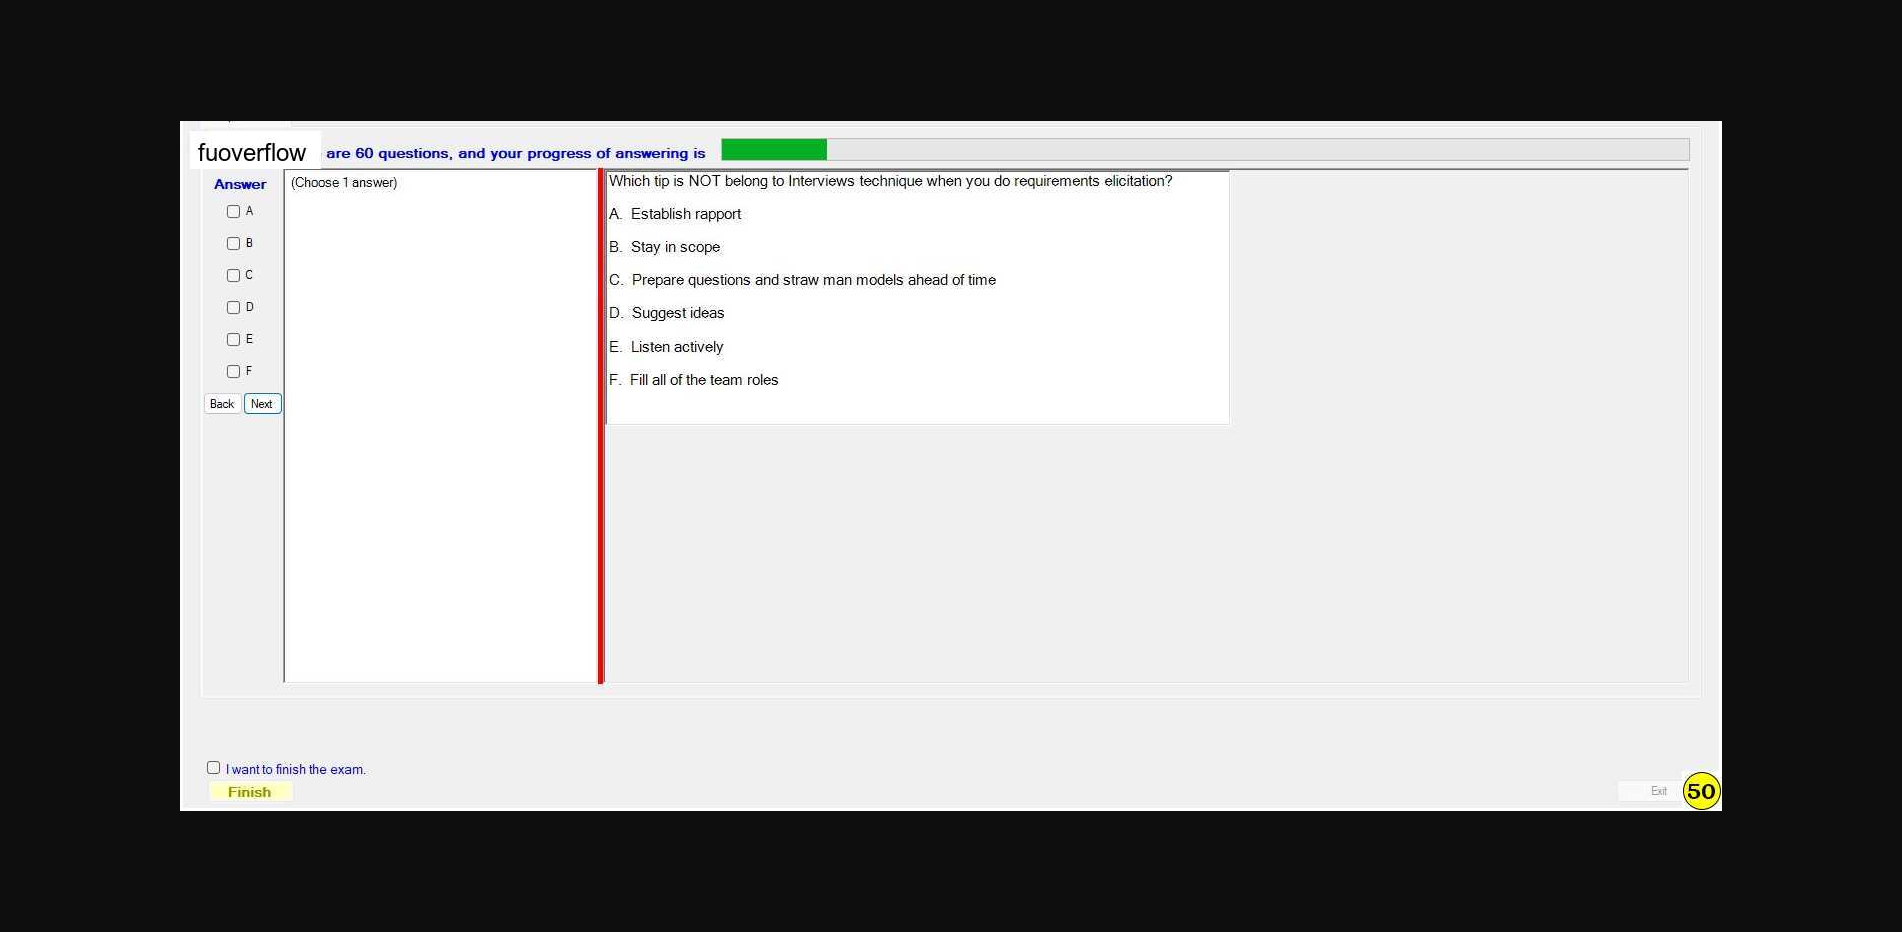 fuoverflow are 60 questions, and your progress of answering is
Answer
(Choose 1 answer)
A
B
C
D
E
F
Back Next
Which tip is NOT belong to Interviews technique when you do requirements elicitation?
A. Establish rapport
B. Stay in scope
C. Prepare questions and straw man models ahead of time
D. Suggest ideas
E. Listen actively
F. Fill all of the team roles
I want to finish the exam.
Finish
Exit
50